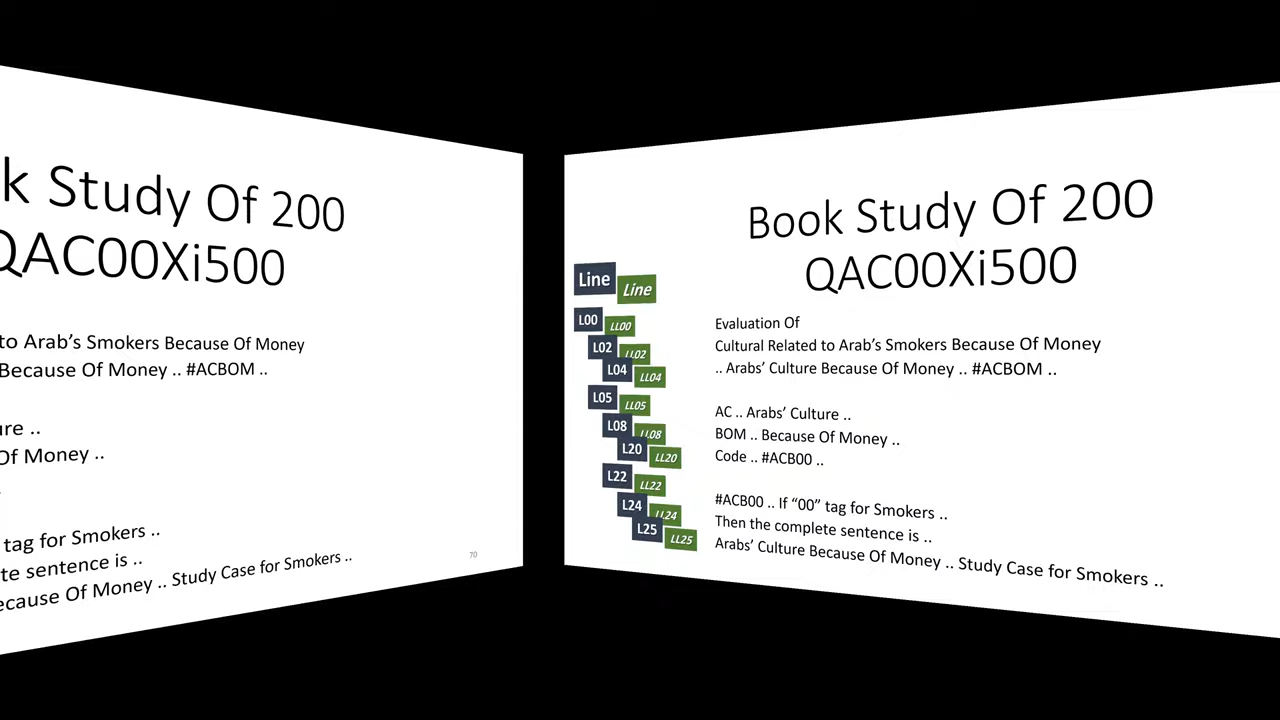 k Study Of 200
QAC00Xi500
to Arab's Smokers Because Of Money
Because Of Money .. #ACBOM ..
ure ..
Of Money ..
tag for Smokers ..
te sentence is ..
ecause Of Money .. Study Case for Smokers ..
70
Book Study Of 200
QAC00Xi500
Line Line
L00 LL00
L02 LL02
L04 LL04
L05 LL05
L08 LL08
L20 LL20
L22 LL22
L24 LL24
L25 LL25
Evaluation Of
Cultural Related to Arab's Smokers Because Of Money
.. Arabs' Culture Because Of Money .. #ACBOM ..
AC .. Arabs' Culture ..
BOM .. Because Of Money ..
Code .. #ACB00 ..
#ACB00 .. If “00” tag for Smokers ..
Then the complete sentence is ..
Arabs' Culture Because Of Money .. Study Case for Smokers ..